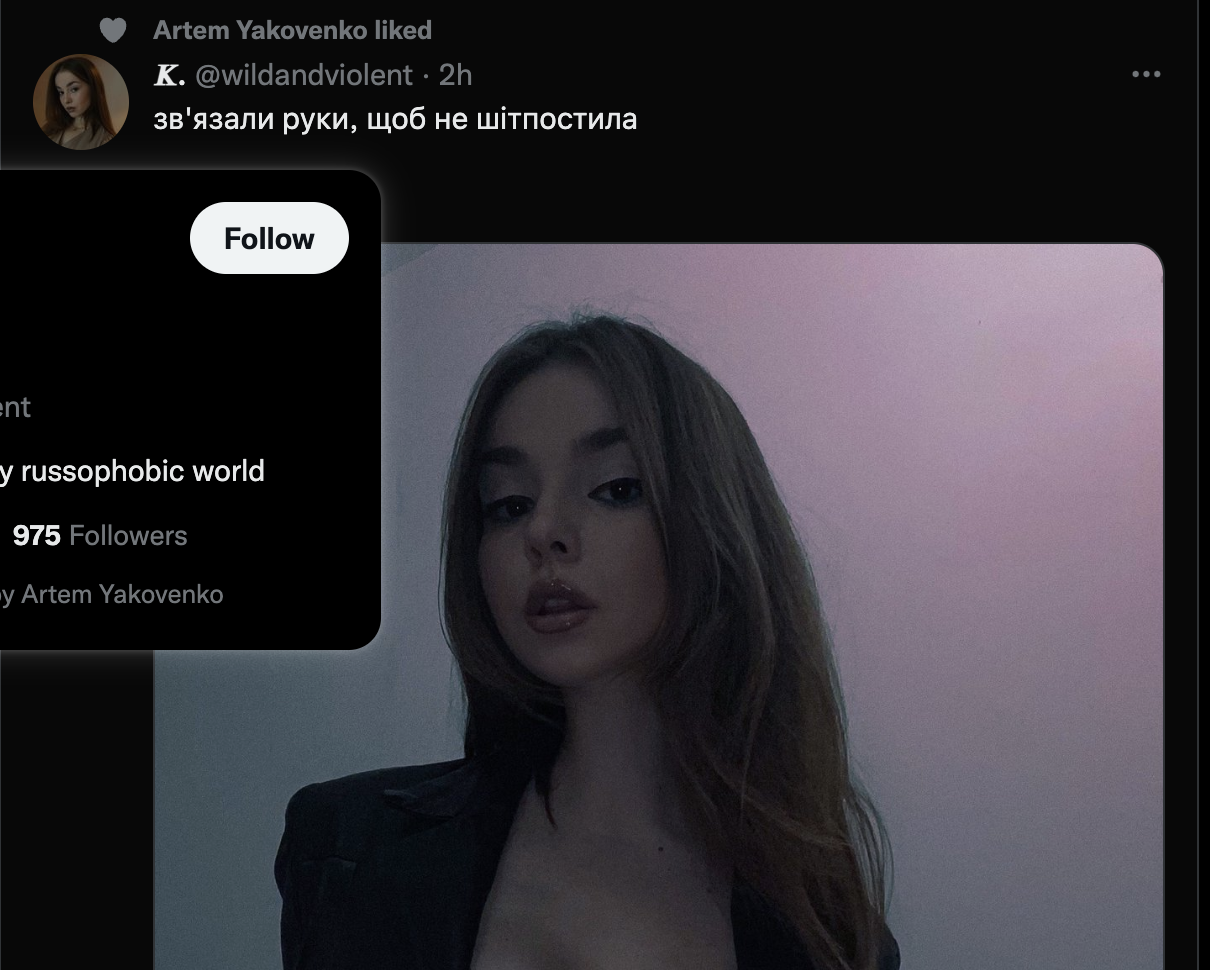 Artem Yakovenko liked
K. @wildandviolent · 2h
зв'язали руки, щоб не шітпостила
Follow
ent
y russophobic world
975 Followers
by Artem Yakovenko